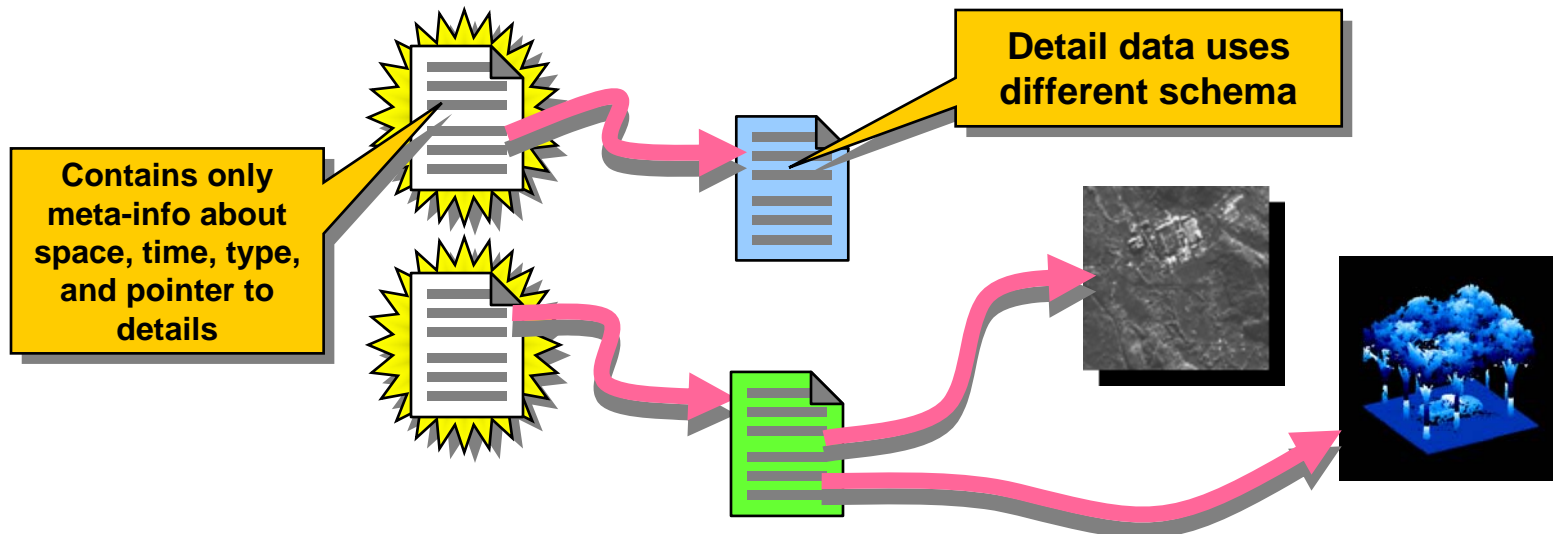 Detail data uses
different schema
Contains only
meta-info about
space, time, type,
and pointer to
details